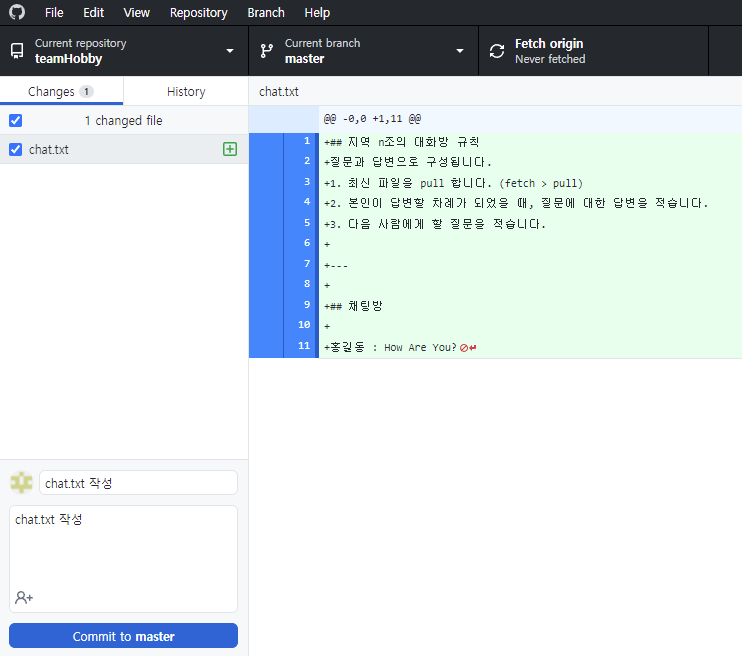 File Edit View Repository Branch Help
Current repository
teamHobby
Current branch
master
Fetch origin
Never fetched
Changes 1
History
chat.txt
1 changed file
chat.txt
@@ -0,0 +1,11 @@
1 +## 지역 n조의 대화방 규칙
2 +질문과 답변으로 구성됩니다.
3 +1. 최신 파일을 pull 합니다. (fetch > pull)
4 +2. 본인이 답변할 차례가 되었을 때, 질문에 대한 답변을 적습니다.
5 +3. 다음 사람에게 할 질문을 적습니다.
6 +
7 +---
8 +
9 +## 채팅방
10 +
11 +홍길동 : How Are You?
chat.txt 작성
chat.txt 작성
Commit to master